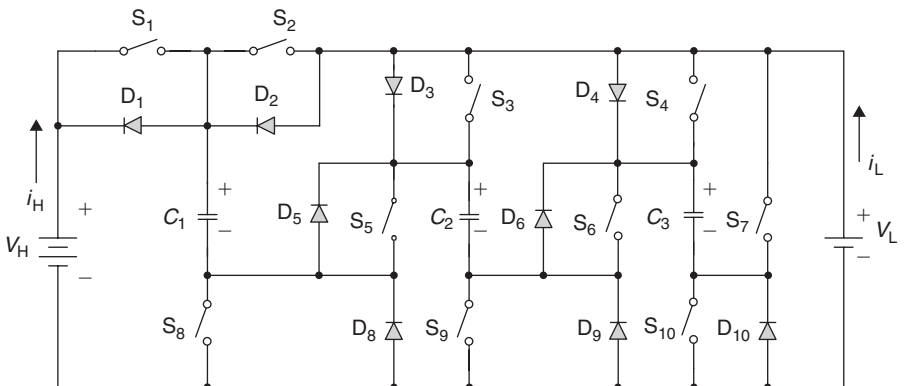 S1 S2
D1 D2 D3 S3 D4 S4
iH iL
+ + + + +
C1 D5 S5 C2 D6 S6 C3 S7
VH − − − − VL
−
S8 D8 S9 D9 S10 D10